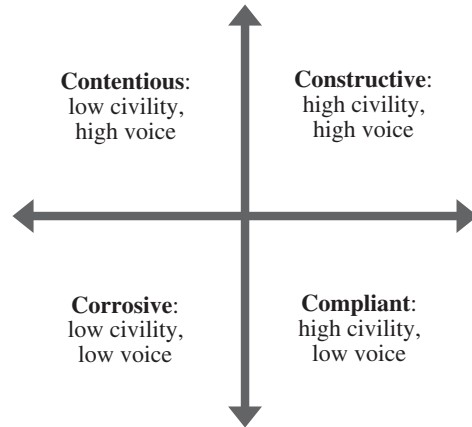 Contentious:
low civility,
high voice
Constructive:
high civility,
high voice
Corrosive:
low civility,
low voice
Compliant:
high civility,
low voice